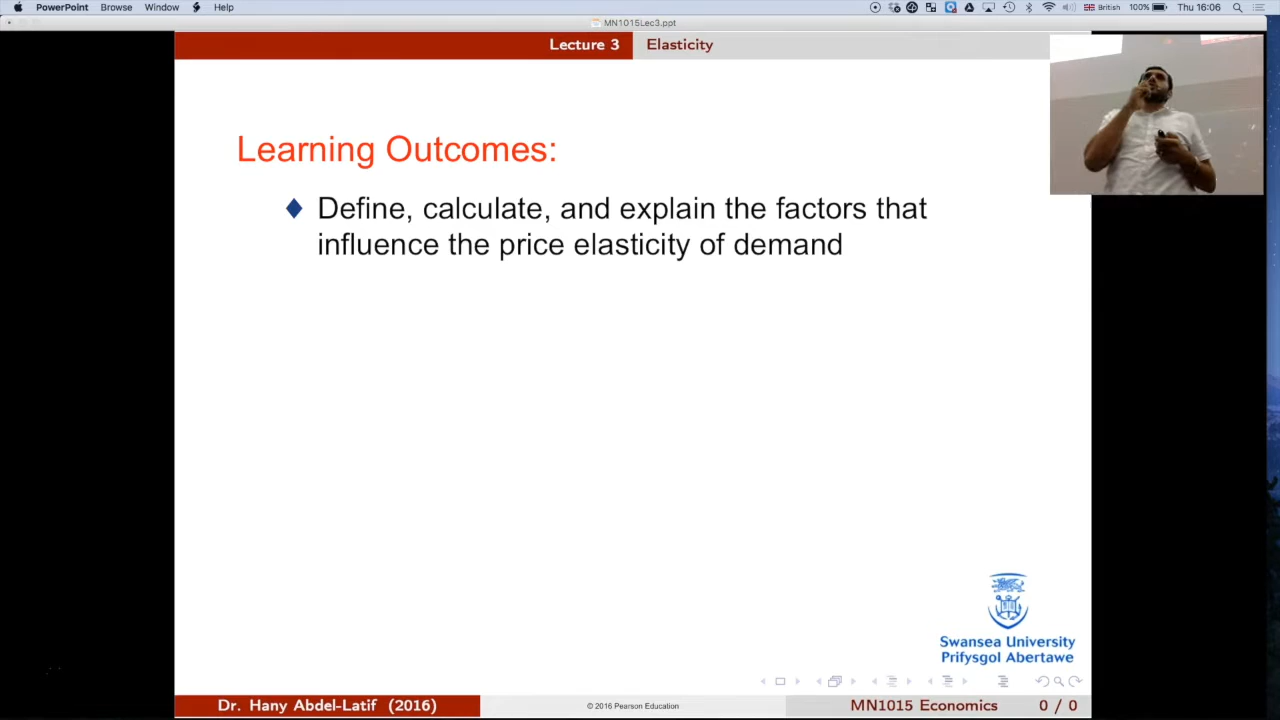 PowerPoint Browse Window Help
British 100% Thu 16:06
MN1015Lec3.ppt
Lecture 3 Elasticity
Learning Outcomes:
Define, calculate, and explain the factors that
influence the price elasticity of demand
Swansea University
Prifysgol Abertawe
Dr. Hany Abdel-Latif (2016) © 2016 Pearson Education MN1015 Economics 0 / 0